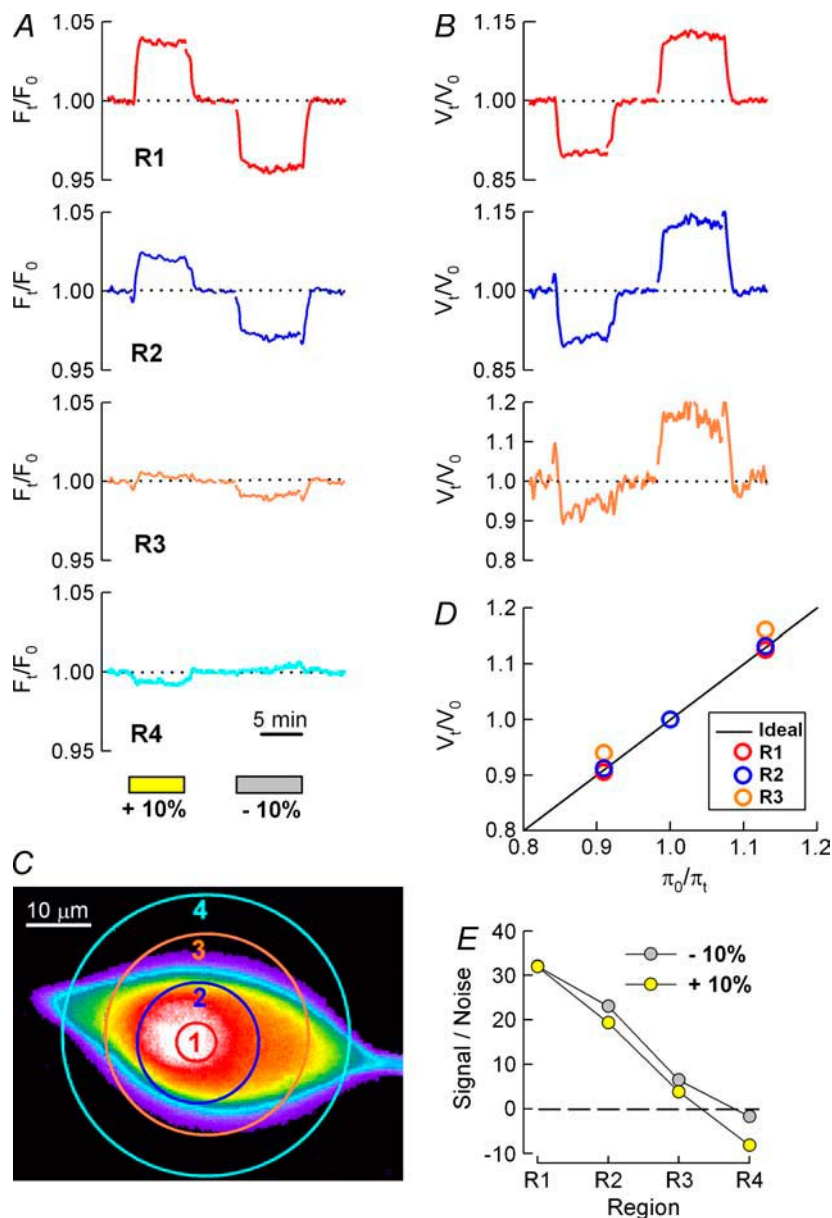 A
1.05
1.00
0.95
Ft/F0
R1
1.05
1.00
0.95
Ft/F0
R2
1.05
1.00
0.95
Ft/F0
R3
1.05
1.00
0.95
Ft/F0
R4
5 min
+ 10%
- 10%
B
1.15
1.00
0.85
Vt/V0
1.15
1.00
0.85
Vt/V0
1.2
1.1
1.0
0.9
0.8
Vt/V0
C
10 μm
4
3
2
1
D
1.2
1.1
1.0
0.9
0.8
Vt/V0
Ideal
R1
R2
R3
0.8 0.9 1.0 1.1 1.2
π0/πt
E
40
30
20
10
0
-10
Signal / Noise
- 10%
+ 10%
R1 R2 R3 R4
Region